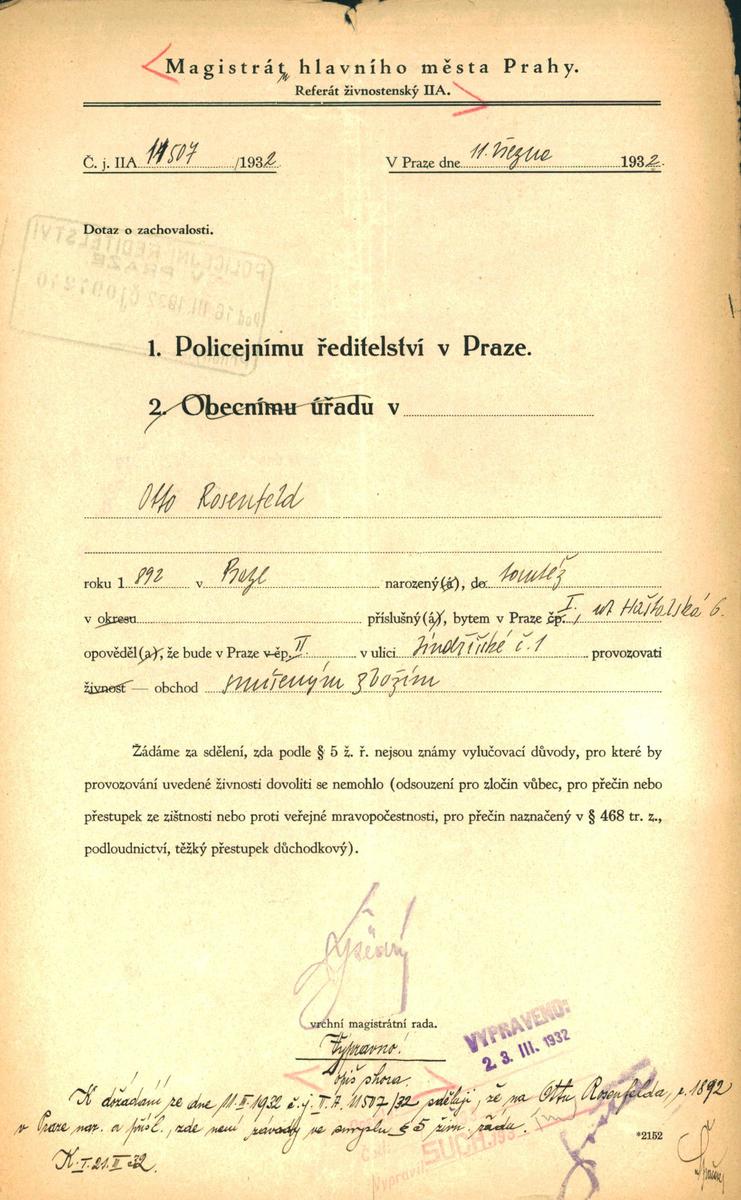 Magistrát hlavního města Prahy.
Referát živnostenský IIA.
Č. j. IIA 11507 /1932
V Praze dne 11. března 1932.
Dotaz o zachovalosti.
POLICEJNÍ ŘEDITELSTVÍ
V PRAZE
1. Policejnímu ředitelství v Praze.
2. Obecnímu úřadu v
Otto Rosenfeld
roku 1892 v Praze narozený(á), do tamtéž
v okresu příslušný(á), bytem v Praze čp. I., ul. Haštalská 6.
opověděl(a), že bude v Praze v čp. II v ulici Jindřišské č. 1 provozovati
živnost — obchod smíšeným zbožím
Žádáme za sdělení, zda podle § 5 ž. ř. nejsou známy vylučovací důvody, pro které by
provozování uvedené živnosti dovoliti se nemohlo (odsouzení pro zločin vůbec, pro přečin nebo
přestupek ze zištnosti nebo proti veřejné mravopočestnosti, pro přečin naznačený v § 468 tr. z.,
podloudnictví, těžký přestupek důchodkový).
vrchní magistrátní rada.
VYPRAVENO:
23. III. 1932
Výpravno!
opis shora.
K dožádání ze dne 11.III.1932 č.j. II.A. 11507/32 sděluji, že na Ottu Rosenfelda, r. 1892
v Praze nar. a přísl., zde není závady ve smyslu § 5 živn. řádu.
Vypravil SUCH
*2152